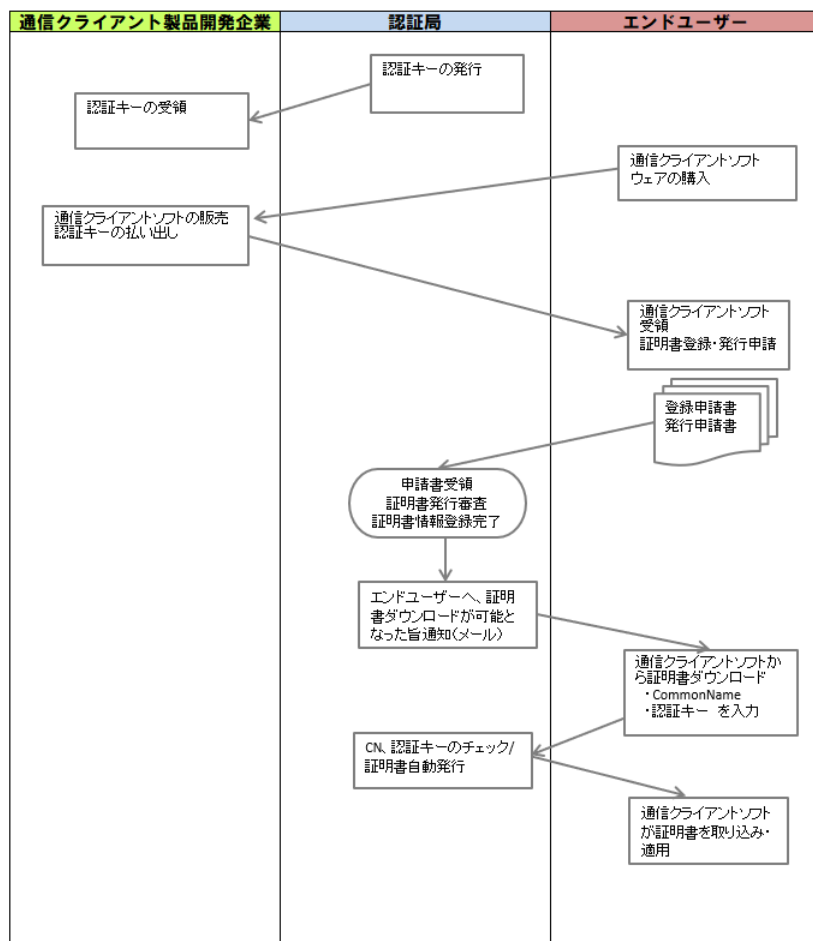 通信クライアント製品開発企業
認証局
エンドユーザー
認証キーの発行
認証キーの受領
通信クライアントソフト
ウェアの購入
通信クライアントソフトの販売
認証キーの払い出し
通信クライアントソフト
受領
証明書登録・発行申請
登録申請書
発行申請書
申請書受領
証明書発行審査
証明書情報登録完了
エンドユーザーへ、証明
書ダウンロードが可能と
なった旨通知(メール)
通信クライアントソフトか
ら証明書ダウンロード
・CommonName
・認証キー を入力
CN、認証キーのチェック/
証明書自動発行
通信クライアントソフト
が証明書を取り込み・
適用